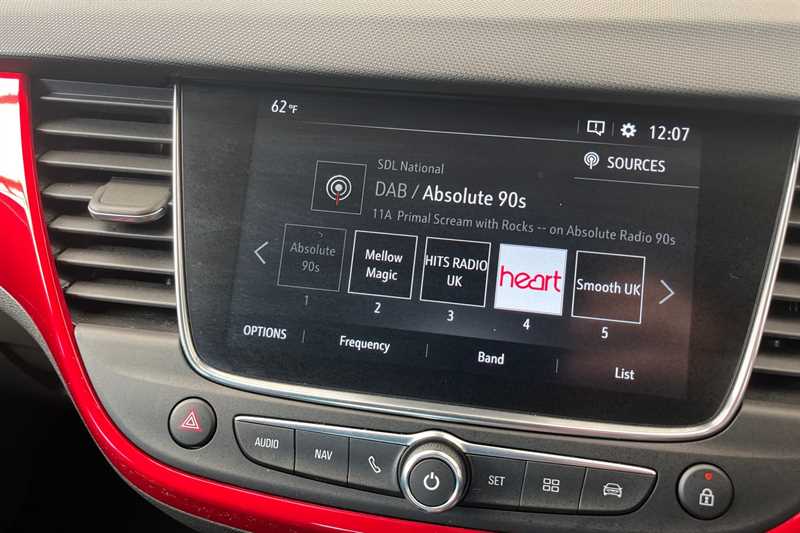 62 °F
12:07
SOURCES
SDL National
DAB / Absolute 90s
11A Primal Scream with Rocks -- on Absolute Radio 90s
Absolute 90s
Mellow Magic
HITS RADIO UK
heart
Smooth UK
1
2
3
4
5
OPTIONS
Frequency
Band
List
AUDIO
NAV
SET